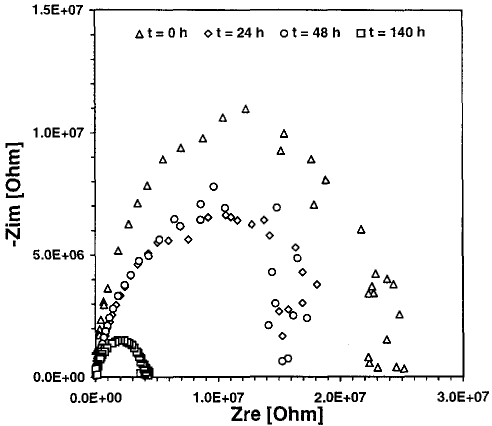 1.5E+07
t = 0 h t = 24 h t = 48 h t = 140 h
1.0E+07
-Zim [Ohm]
5.0E+06
0.0E+00
0.0E+00 1.0E+07 2.0E+07 3.0E+07
Zre [Ohm]